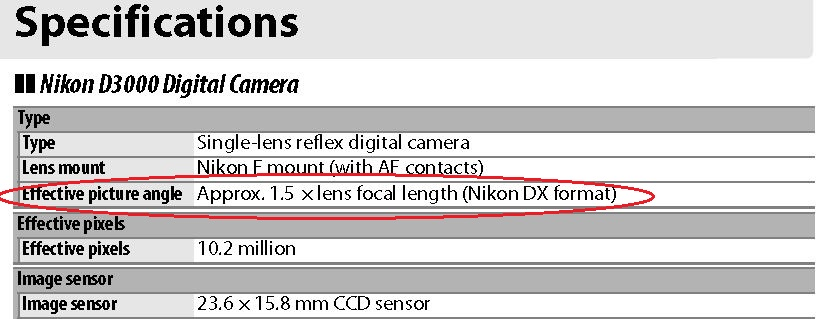 Specifications
Nikon D3000 Digital Camera
Type
Type Single-lens reflex digital camera
Lens mount Nikon F mount (with AF contacts)
Effective picture angle Approx. 1.5 × lens focal length (Nikon DX format)
Effective pixels
Effective pixels 10.2 million
Image sensor
Image sensor 23.6 × 15.8 mm CCD sensor